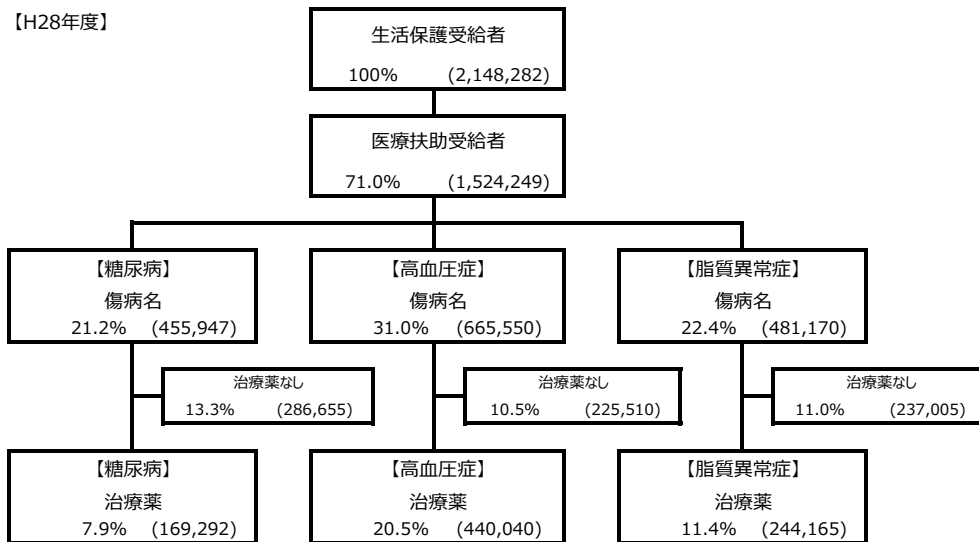 【H28年度】
生活保護受給者
100% (2,148,282)
医療扶助受給者
71.0% (1,524,249)
【糖尿病】
傷病名
21.2% (455,947)
【高血圧症】
傷病名
31.0% (665,550)
【脂質異常症】
傷病名
22.4% (481,170)
治療薬なし
13.3% (286,655)
治療薬なし
10.5% (225,510)
治療薬なし
11.0% (237,005)
【糖尿病】
治療薬
7.9% (169,292)
【高血圧症】
治療薬
20.5% (440,040)
【脂質異常症】
治療薬
11.4% (244,165)